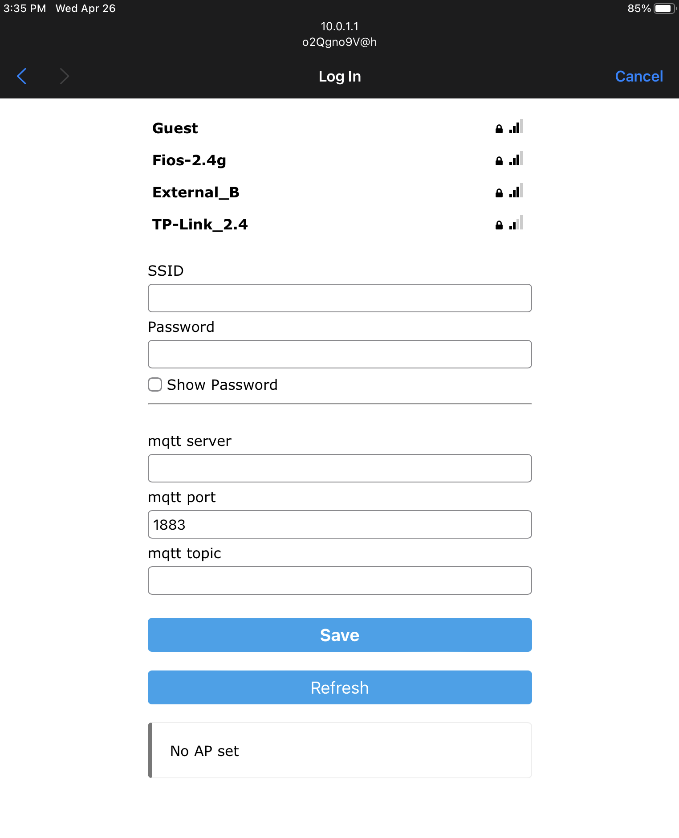 3:35 PM Wed Apr 26 85%
10.0.1.1
o2Qgno9V@h
Log In Cancel
Guest
Fios-2.4g
External_B
TP-Link_2.4
SSID
Password
Show Password
mqtt server
mqtt port
1883
mqtt topic
Save
Refresh
No AP set